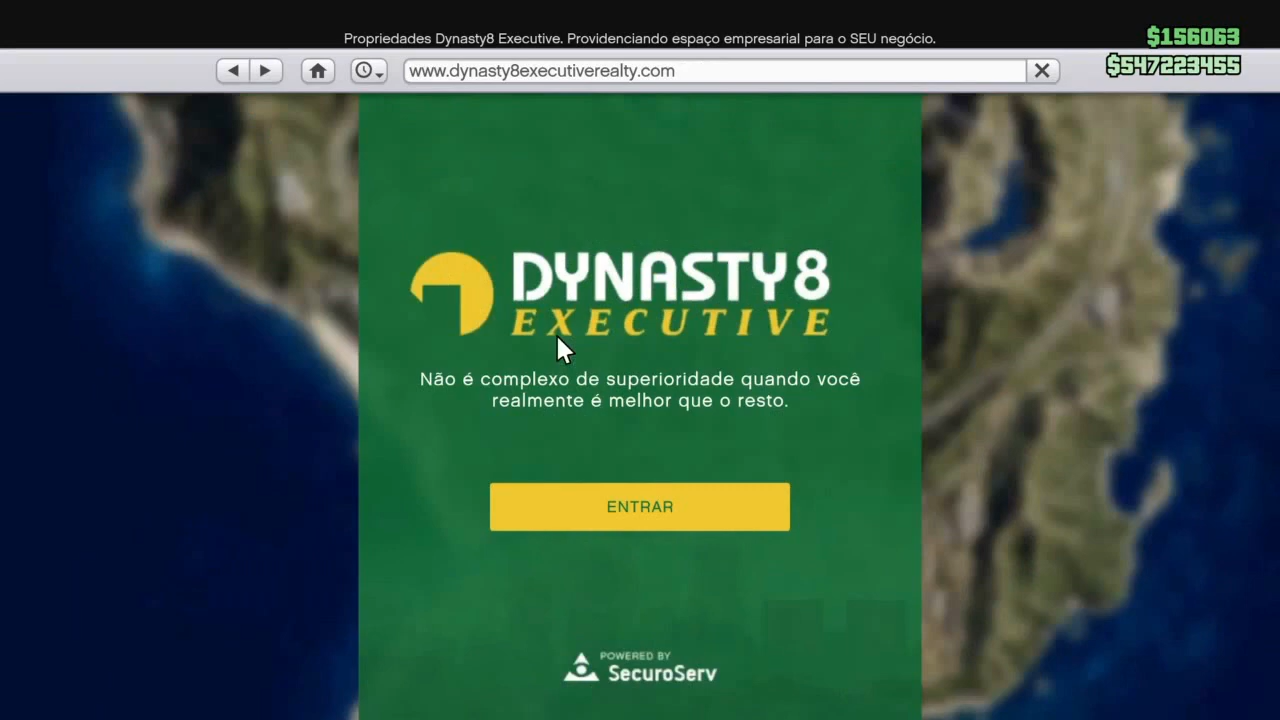 Propriedades Dynasty8 Executive. Providenciando espaço empresarial para o SEU negócio.
$156063
www.dynasty8executiverealty.com
$547223455
DYNASTY8
EXECUTIVE
Não é complexo de superioridade quando você
realmente é melhor que o resto.
ENTRAR
POWERED BY
SecuroServ